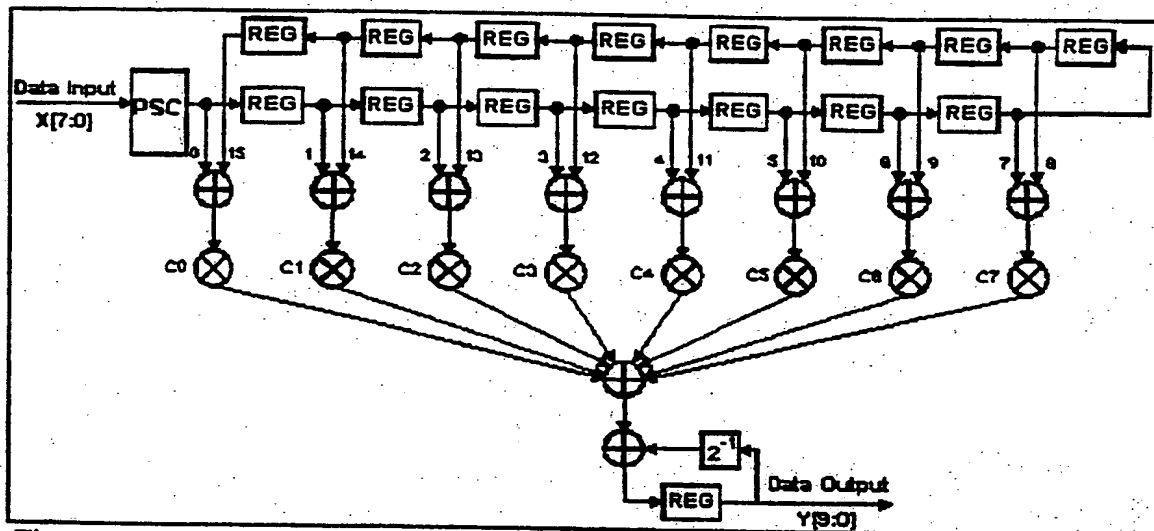 REG REG REG REG REG REG REG REG
Data Input
X[7:0]
PSC
REG REG REG REG REG REG REG
0 15 1 14 2 13 3 12 4 11 5 10 6 9 7 8
C0 C1 C2 C3 C4 C5 C6 C7
2⁻¹
REG
Data Output
Y[9:0]